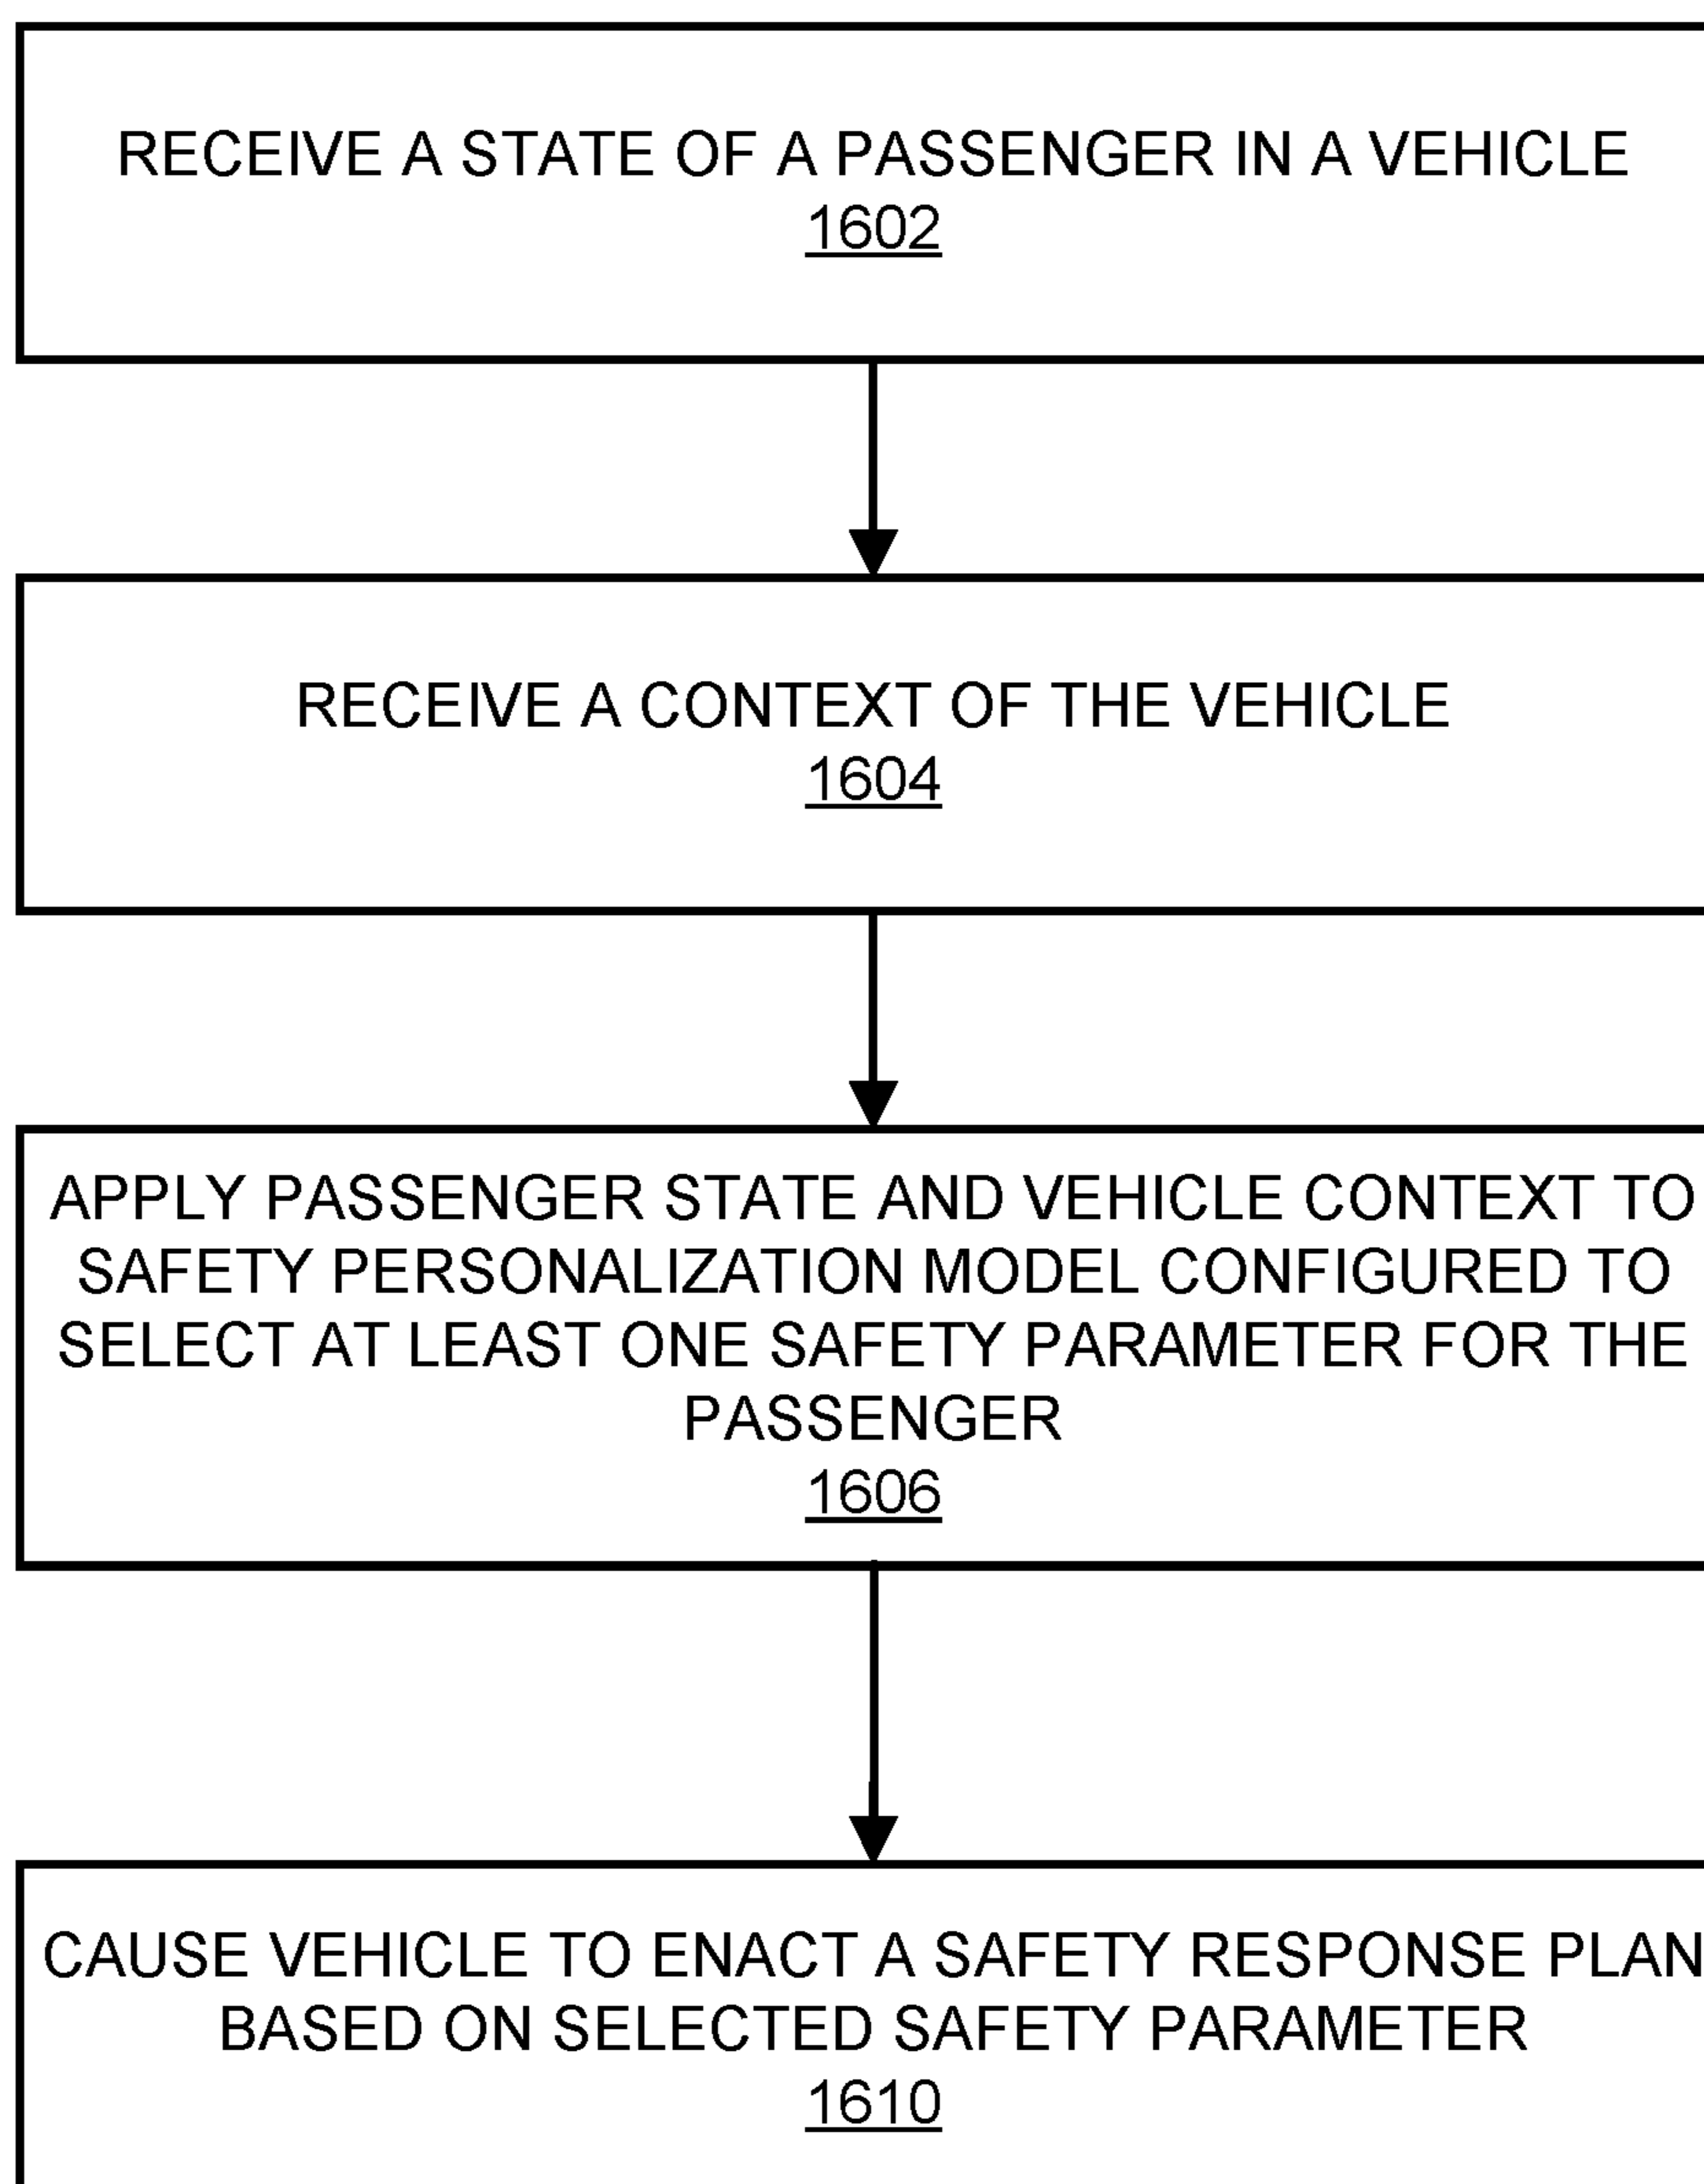 RECEIVE A STATE OF A PASSENGER IN A VEHICLE
1602
RECEIVE A CONTEXT OF THE VEHICLE
1604
APPLY PASSENGER STATE AND VEHICLE CONTEXT TO
SAFETY PERSONALIZATION MODEL CONFIGURED TO
SELECT AT LEAST ONE SAFETY PARAMETER FOR THE
PASSENGER
1606
CAUSE VEHICLE TO ENACT A SAFETY RESPONSE PLAN
BASED ON SELECTED SAFETY PARAMETER
1610